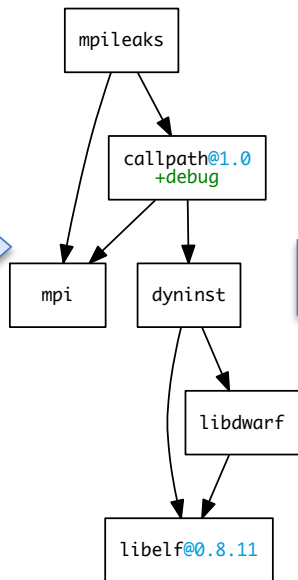 mpileaks
callpath@1.0
+debug
mpi
dyninst
libdwarf
libelf@0.8.11